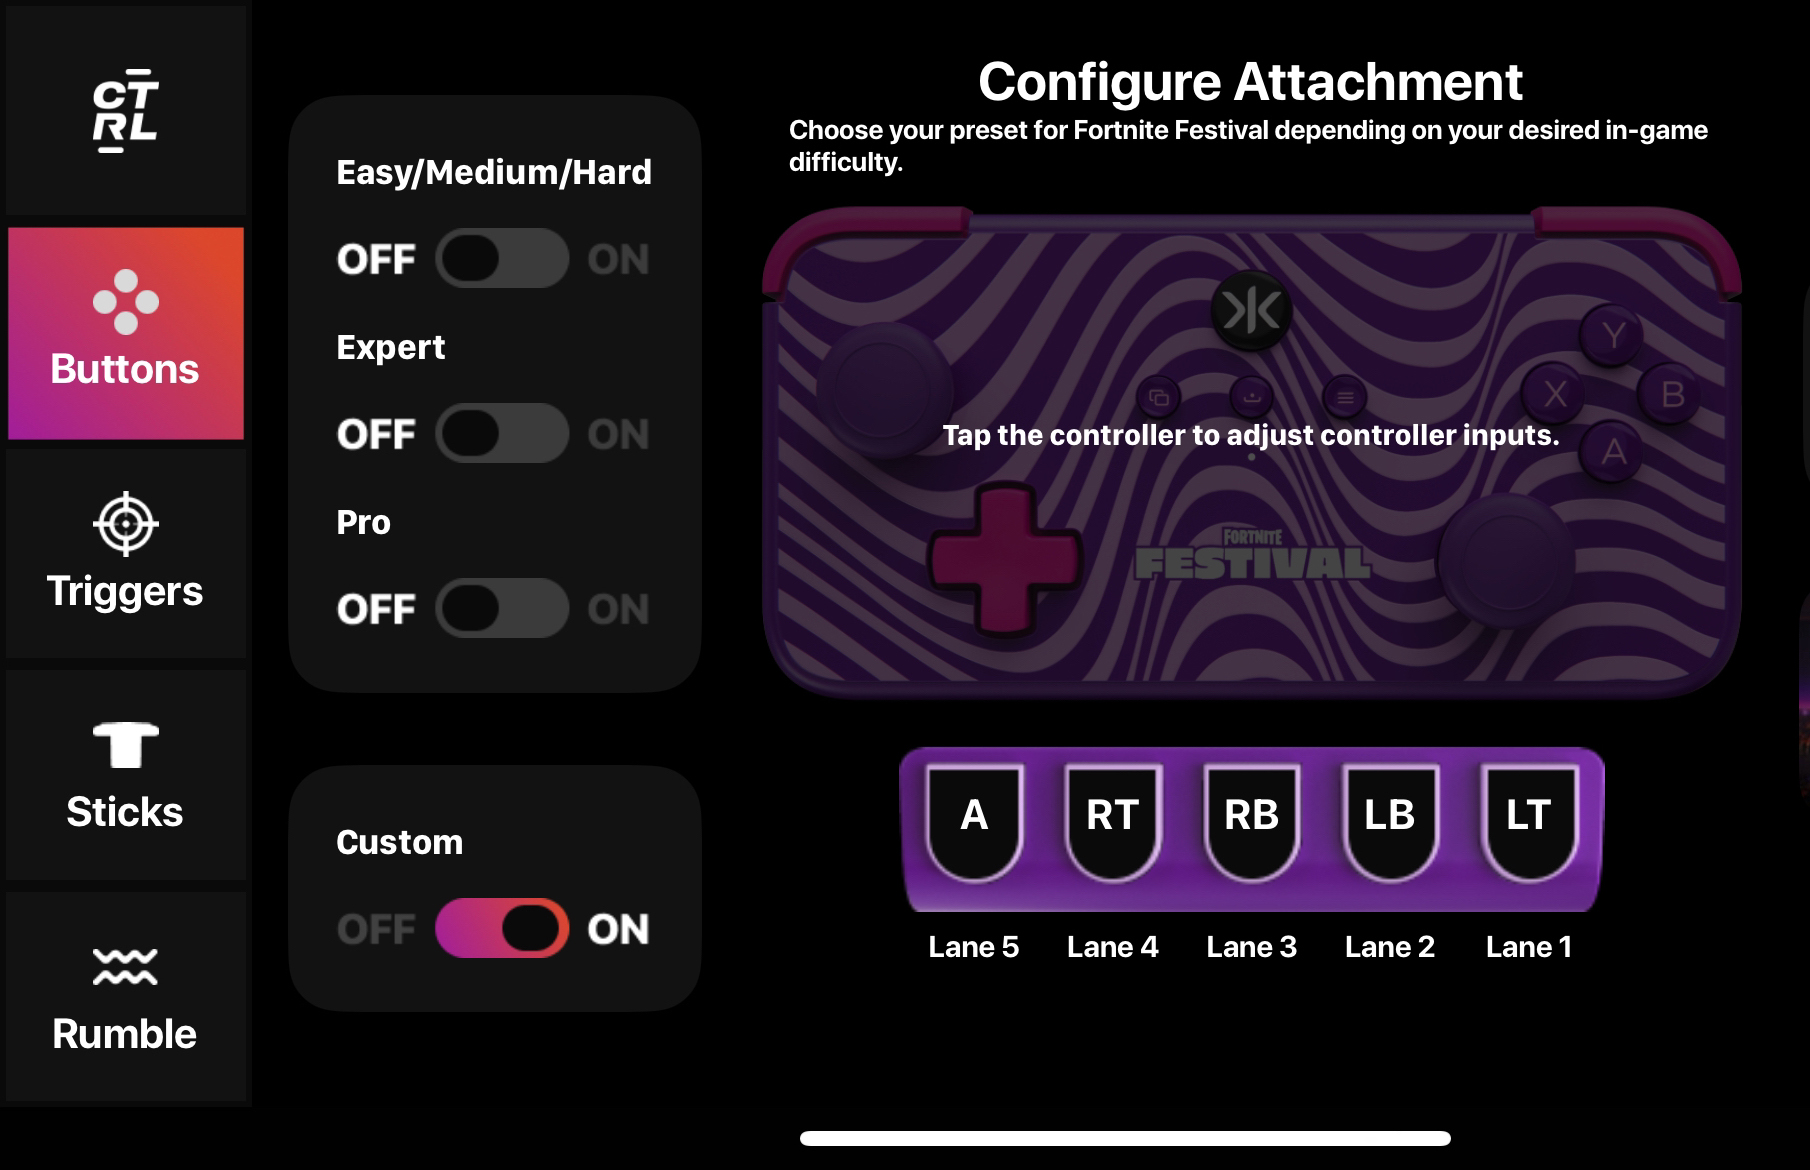 CT
RL
Buttons
Triggers
Sticks
Rumble
Easy/Medium/Hard
OFF ON
Expert
OFF ON
Pro
OFF ON
Custom
OFF ON
Configure Attachment
Choose your preset for Fortnite Festival depending on your desired in-game
difficulty.
Y
X B
A
Tap the controller to adjust controller inputs.
FORTNITE
FESTIVAL
A RT RB LB LT
Lane 5 Lane 4 Lane 3 Lane 2 Lane 1